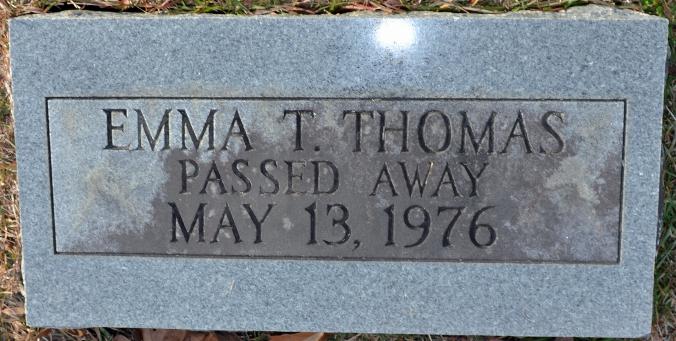 EMMA T. THOMAS
PASSED AWAY
MAY 13, 1976